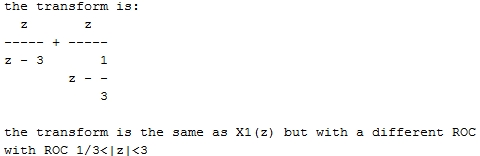 the transform is:
  z       z
----- + -----
z - 3       1
        z - -
            3
the transform is the same as X1(z) but with a different ROC
with ROC 1/3<|z|<3